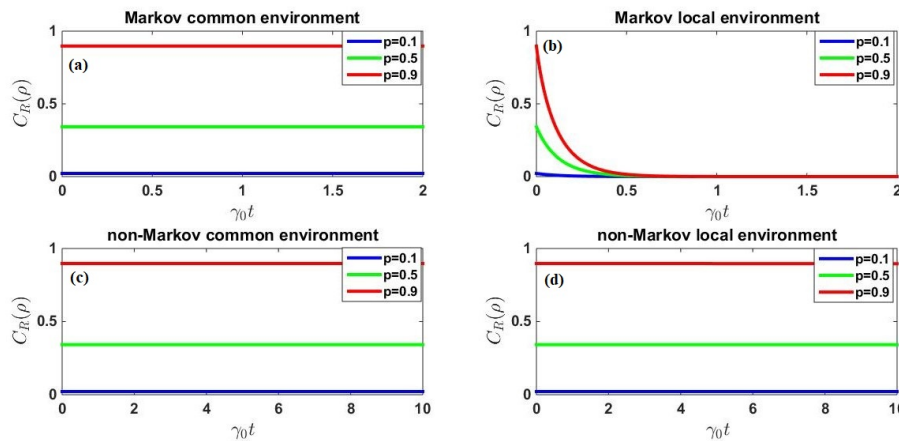 Markov common environment
1
0.5
0
C_R(ρ)
(a)
p=0.1
p=0.5
p=0.9
0 0.5 1 1.5 2
γ₀t
Markov local environment
1
0.5
0
C_R(ρ)
(b)
p=0.1
p=0.5
p=0.9
0 0.5 1 1.5 2
γ₀t
non-Markov common environment
1
0.5
0
C_R(ρ)
(c)
p=0.1
p=0.5
p=0.9
0 2 4 6 8 10
γ₀t
non-Markov local environment
1
0.5
0
C_R(ρ)
(d)
p=0.1
p=0.5
p=0.9
0 2 4 6 8 10
γ₀t